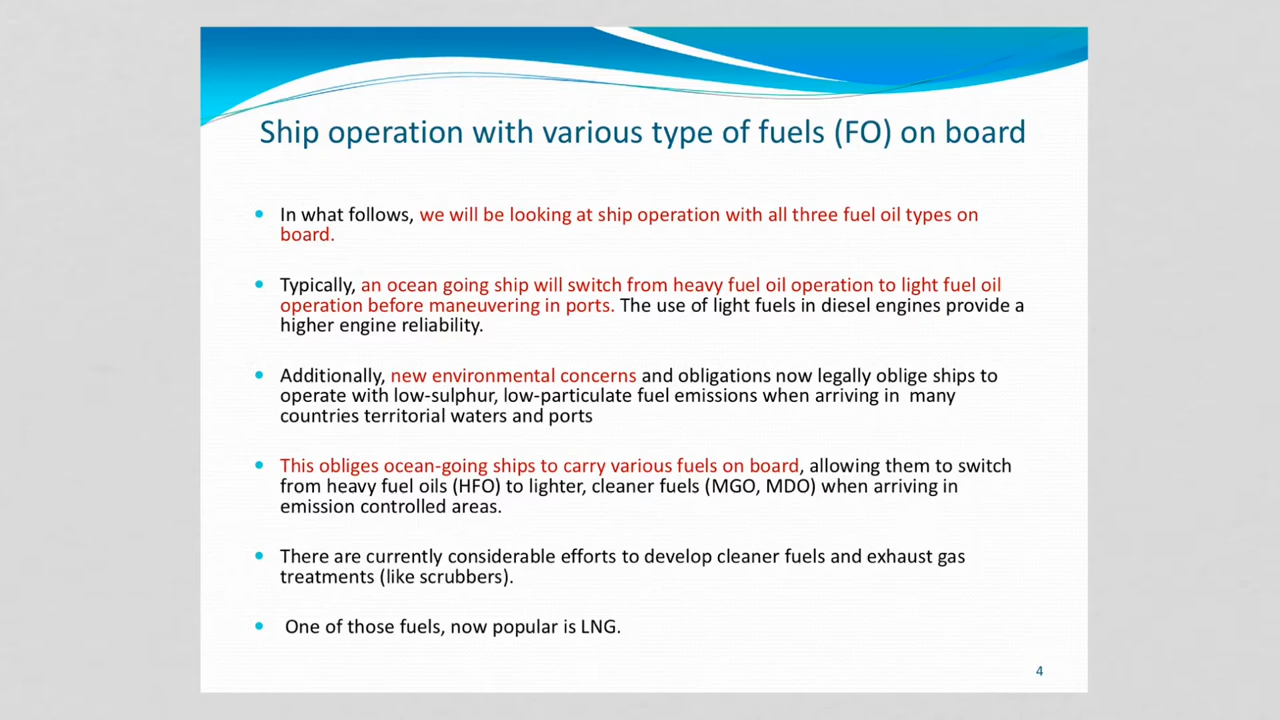 Ship operation with various type of fuels (FO) on board
• In what follows, we will be looking at ship operation with all three fuel oil types on
board.
• Typically, an ocean going ship will switch from heavy fuel oil operation to light fuel oil
operation before maneuvering in ports. The use of light fuels in diesel engines provide a
higher engine reliability.
• Additionally, new environmental concerns and obligations now legally oblige ships to
operate with low-sulphur, low-particulate fuel emissions when arriving in many
countries territorial waters and ports
• This obliges ocean-going ships to carry various fuels on board, allowing them to switch
from heavy fuel oils (HFO) to lighter, cleaner fuels (MGO, MDO) when arriving in
emission controlled areas.
• There are currently considerable efforts to develop cleaner fuels and exhaust gas
treatments (like scrubbers).
• One of those fuels, now popular is LNG.
4